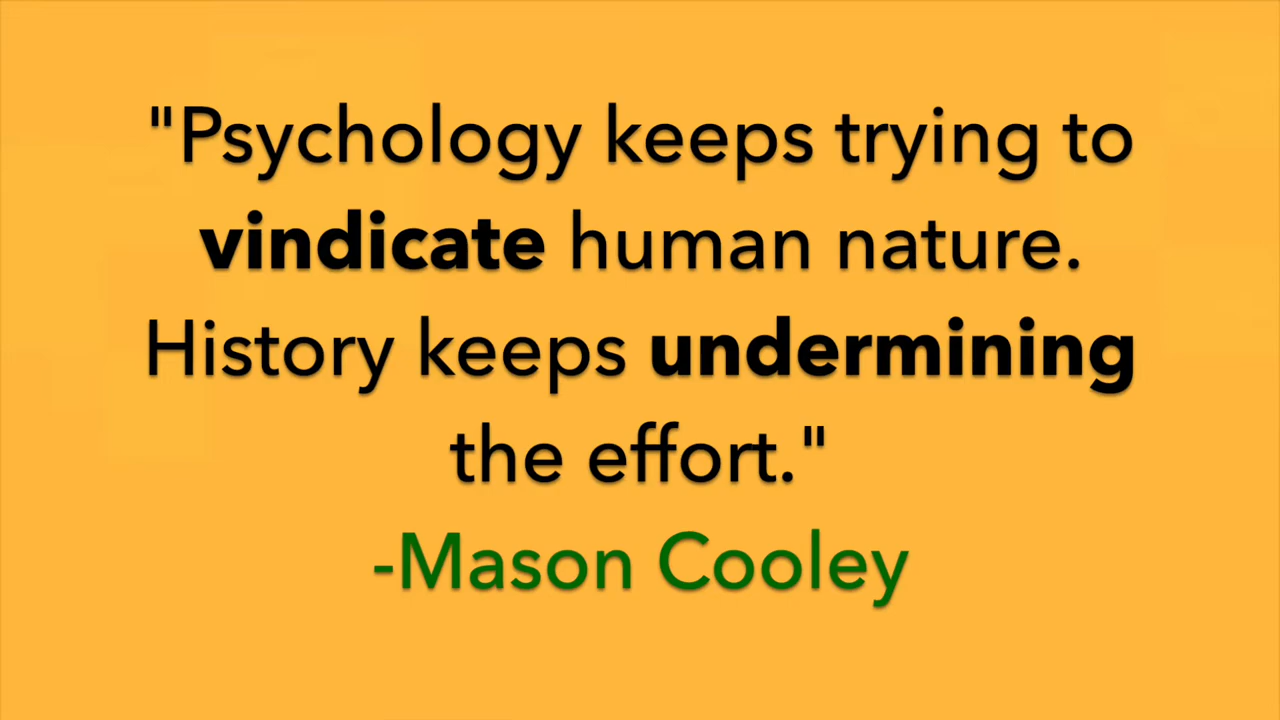 "Psychology keeps trying to
vindicate human nature.
History keeps undermining
the effort."
-Mason Cooley